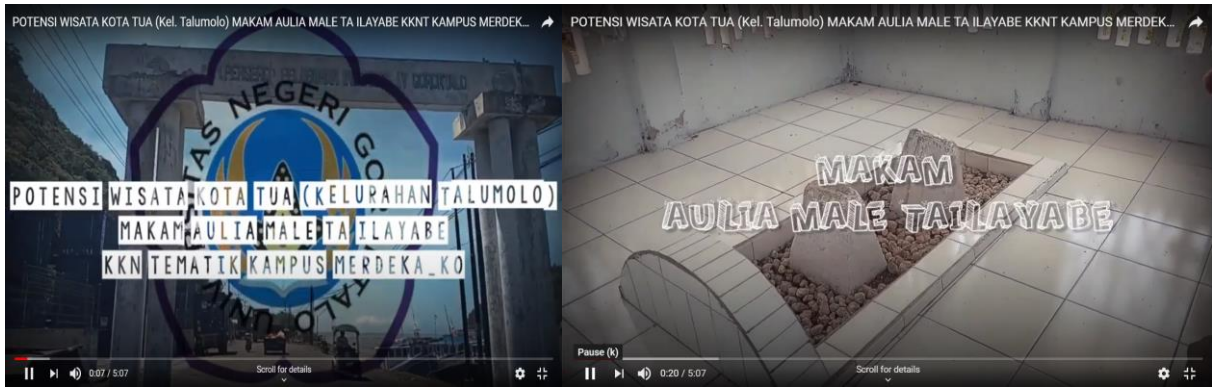 POTENSI WISATA KOTA TUA (Kel. Talumolo) MAKAM AULIA MALE TA ILAYABE KKNT KAMPUS MERDEK...
POTENSI WISATA KOTA TUA (KELURAHAN TALUMOLO)
MAKAM AULIA MALE TA ILAYABE
KKN TEMATIK KAMPUS MERDEKA_KO
0:07 / 5:07
Scroll for details
POTENSI WISATA KOTA TUA (Kel. Talumolo) MAKAM AULIA MALE TA ILAYABE KKNT KAMPUS MERDEK...
MAKAM
AULIA MALE TAILAYABE
Pause (k)
0:20 / 5:07
Scroll for details